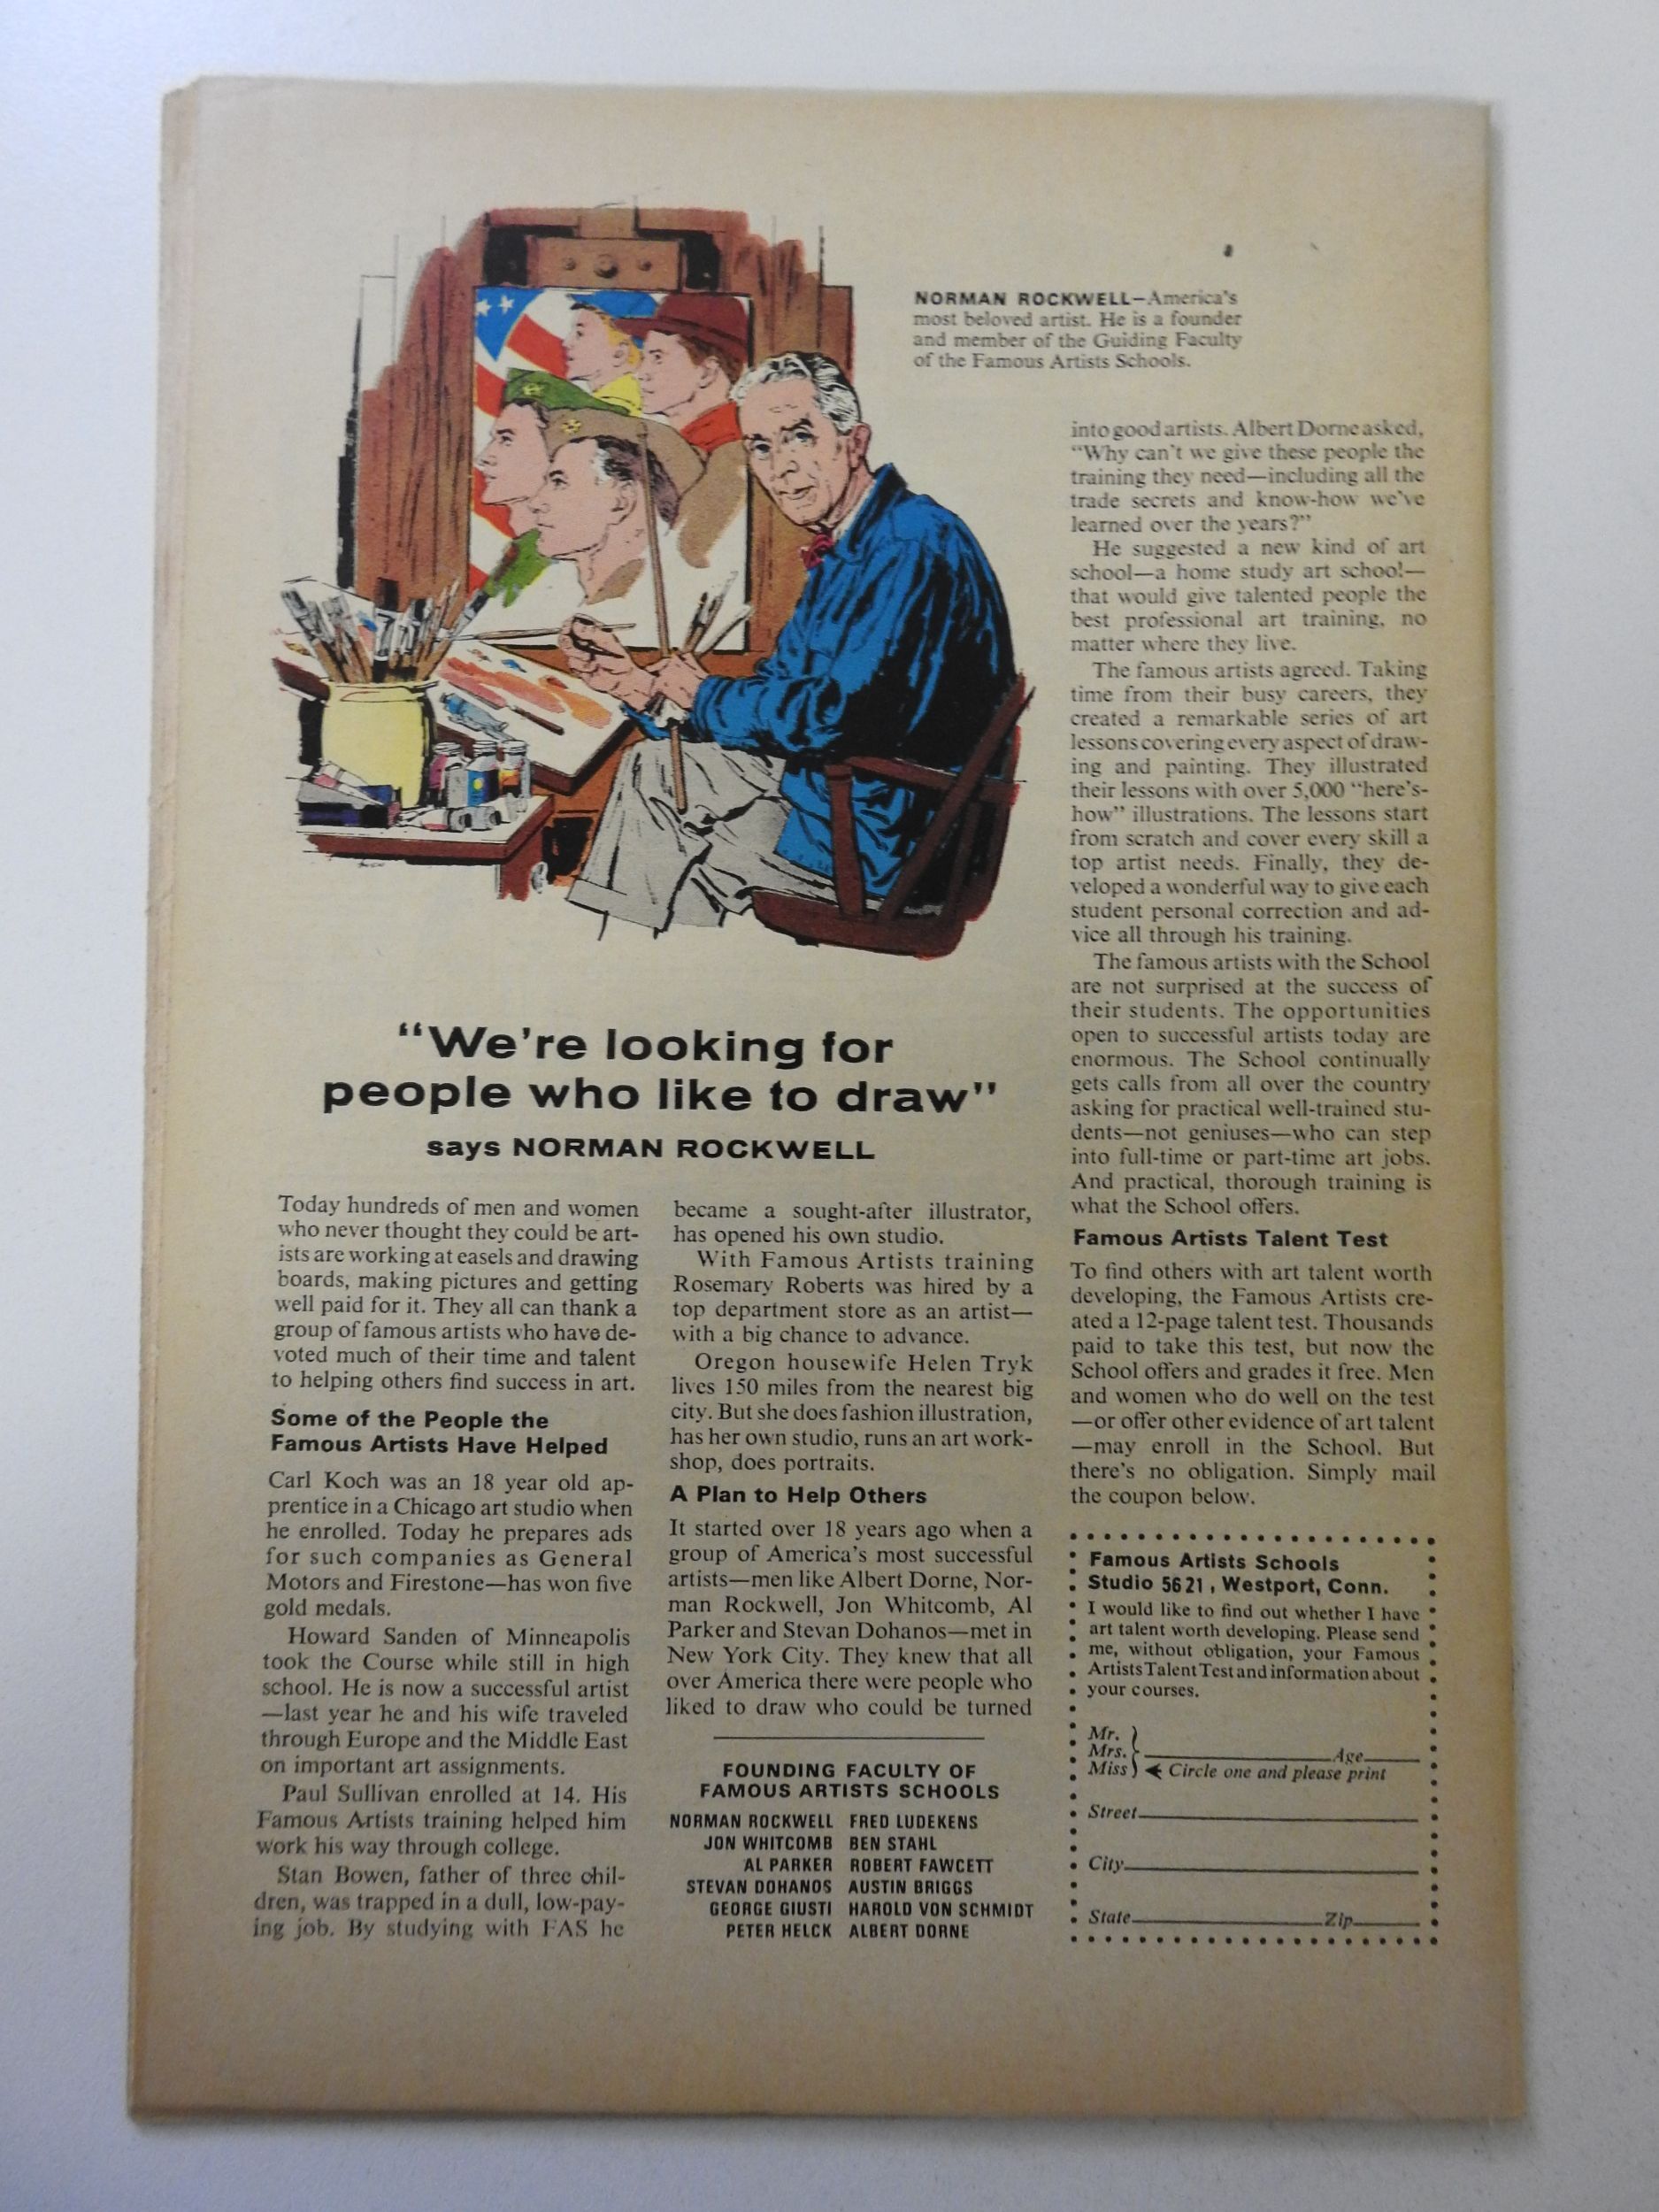 NORMAN ROCKWELL—America's
most beloved artist. He is a founder
and member of the Guiding Faculty
of the Famous Artists Schools.
"We're looking for
people who like to draw"
says NORMAN ROCKWELL
Today hundreds of men and women
who never thought they could be art-
ists are working at easels and drawing
boards, making pictures and getting
well paid for it. They all can thank a
group of famous artists who have de-
voted much of their time and talent
to helping others find success in art.
Some of the People the
Famous Artists Have Helped
Carl Koch was an 18 year old ap-
prentice in a Chicago art studio when
he enrolled. Today he prepares ads
for such companies as General
Motors and Firestone—has won five
gold medals.
Howard Sanden of Minneapolis
took the Course while still in high
school. He is now a successful artist
—last year he and his wife traveled
through Europe and the Middle East
on important art assignments.
Paul Sullivan enrolled at 14. His
Famous Artists training helped him
work his way through college.
Stan Bowen, father of three chil-
dren, was trapped in a dull, low-pay-
ing job. By studying with FAS he
became a sought-after illustrator,
has opened his own studio.
With Famous Artists training
Rosemary Roberts was hired by a
top department store as an artist—
with a big chance to advance.
Oregon housewife Helen Tryk
lives 150 miles from the nearest big
city. But she does fashion illustration,
has her own studio, runs an art work-
shop, does portraits.
A Plan to Help Others
It started over 18 years ago when a
group of America's most successful
artists—men like Albert Dorne, Nor-
man Rockwell, Jon Whitcomb, Al
Parker and Stevan Dohanos—met in
New York City. They knew that all
over America there were people who
liked to draw who could be turned
FOUNDING FACULTY OF
FAMOUS ARTISTS SCHOOLS
NORMAN ROCKWELL FRED LUDEKENS
JON WHITCOMB BEN STAHL
AL PARKER ROBERT FAWCETT
STEVAN DOHANOS AUSTIN BRIGGS
GEORGE GIUSTI HAROLD VON SCHMIDT
PETER HELCK ALBERT DORNE
into good artists. Albert Dorne asked,
"Why can't we give these people the
training they need—including all the
trade secrets and know-how we've
learned over the years?"
He suggested a new kind of art
school—a home study art school—
that would give talented people the
best professional art training, no
matter where they live.
The famous artists agreed. Taking
time from their busy careers, they
created a remarkable series of art
lessons covering every aspect of draw-
ing and painting. They illustrated
their lessons with over 5,000 "here's-
how" illustrations. The lessons start
from scratch and cover every skill a
top artist needs. Finally, they de-
veloped a wonderful way to give each
student personal correction and ad-
vice all through his training.
The famous artists with the School
are not surprised at the success of
their students. The opportunities
open to successful artists today are
enormous. The School continually
gets calls from all over the country
asking for practical well-trained stu-
dents—not geniuses—who can step
into full-time or part-time art jobs.
And practical, thorough training is
what the School offers.
Famous Artists Talent Test
To find others with art talent worth
developing, the Famous Artists cre-
ated a 12-page talent test. Thousands
paid to take this test, but now the
School offers and grades it free. Men
and women who do well on the test
—or offer other evidence of art talent
—may enroll in the School. But
there's no obligation. Simply mail
the coupon below.
Famous Artists Schools
Studio 5621, Westport, Conn.
I would like to find out whether I have
art talent worth developing. Please send
me, without obligation, your Famous
Artists Talent Test and information about
your courses.
Mr.
Mrs. Age
Miss Circle one and please print
Street
City
State Zip